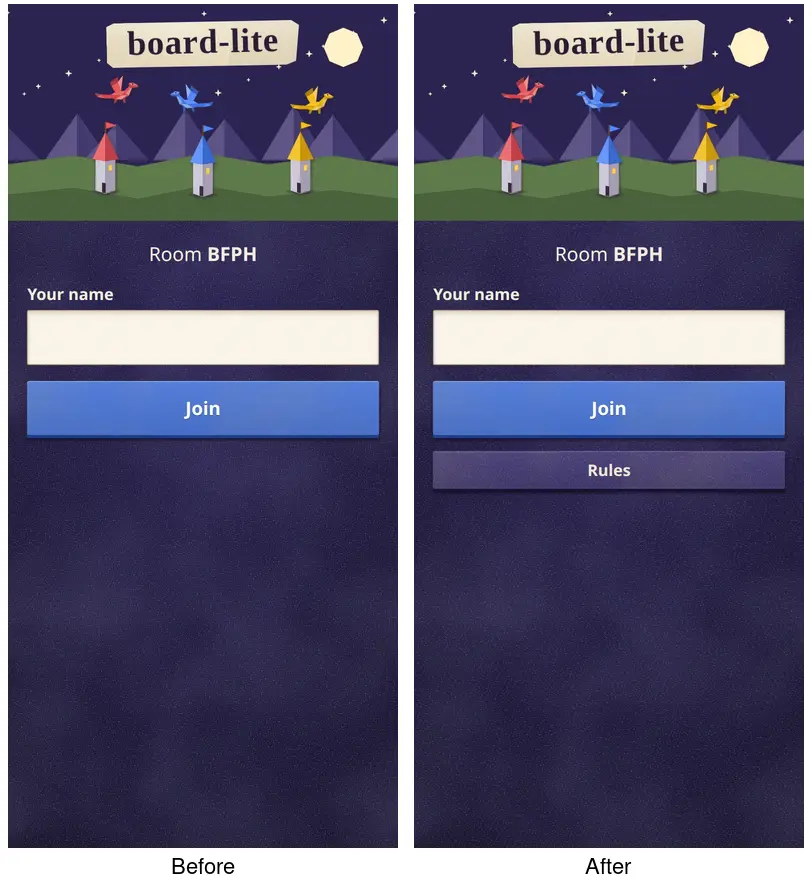 board-lite
Room BFPH
Your name
Join
Before
board-lite
Room BFPH
Your name
Join
Rules
After